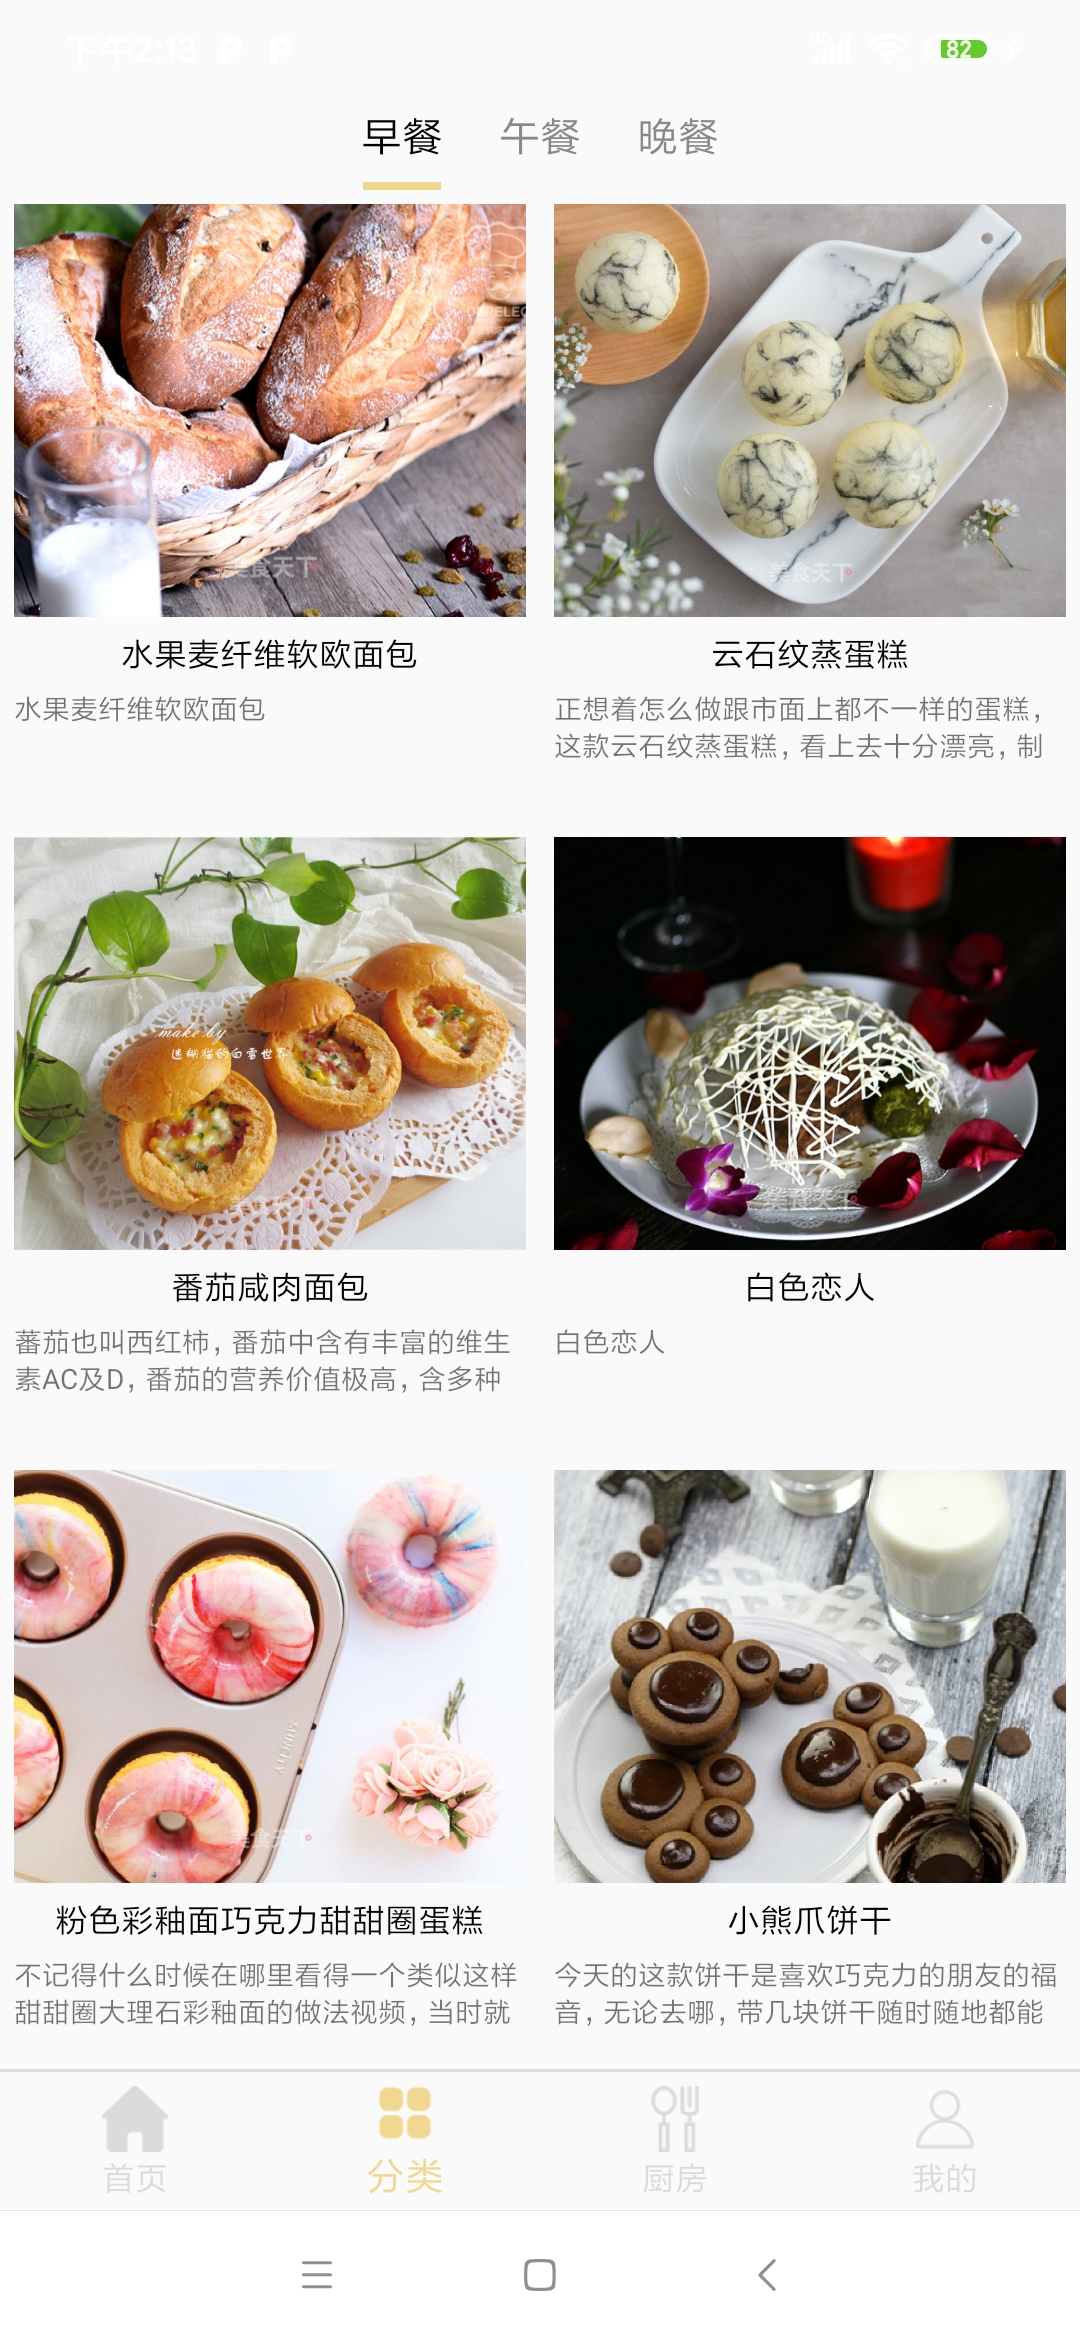 下午2:13
HD
82
早餐 午餐 晚餐
美食天下
美食天下
水果麦纤维软欧面包
水果麦纤维软欧面包
云石纹蒸蛋糕
正想着怎么做跟市面上都不一样的蛋糕，
这款云石纹蒸蛋糕，看上去十分漂亮，制
make by
迷糊猫的白雪世界
番茄咸肉面包
蕃茄也叫西红柿，番茄中含有丰富的维生
素AC及D，番茄的营养价值极高，含多种
白色恋人
白色恋人
美食天下
粉色彩釉面巧克力甜甜圈蛋糕
不记得什么时候在哪里看得一个类似这样
甜甜圈大理石彩釉面的做法视频，当时就
小熊爪饼干
今天的这款饼干是喜欢巧克力的朋友的福
音，无论去哪，带几块饼干随时随地都能
首页
分类
厨房
我的